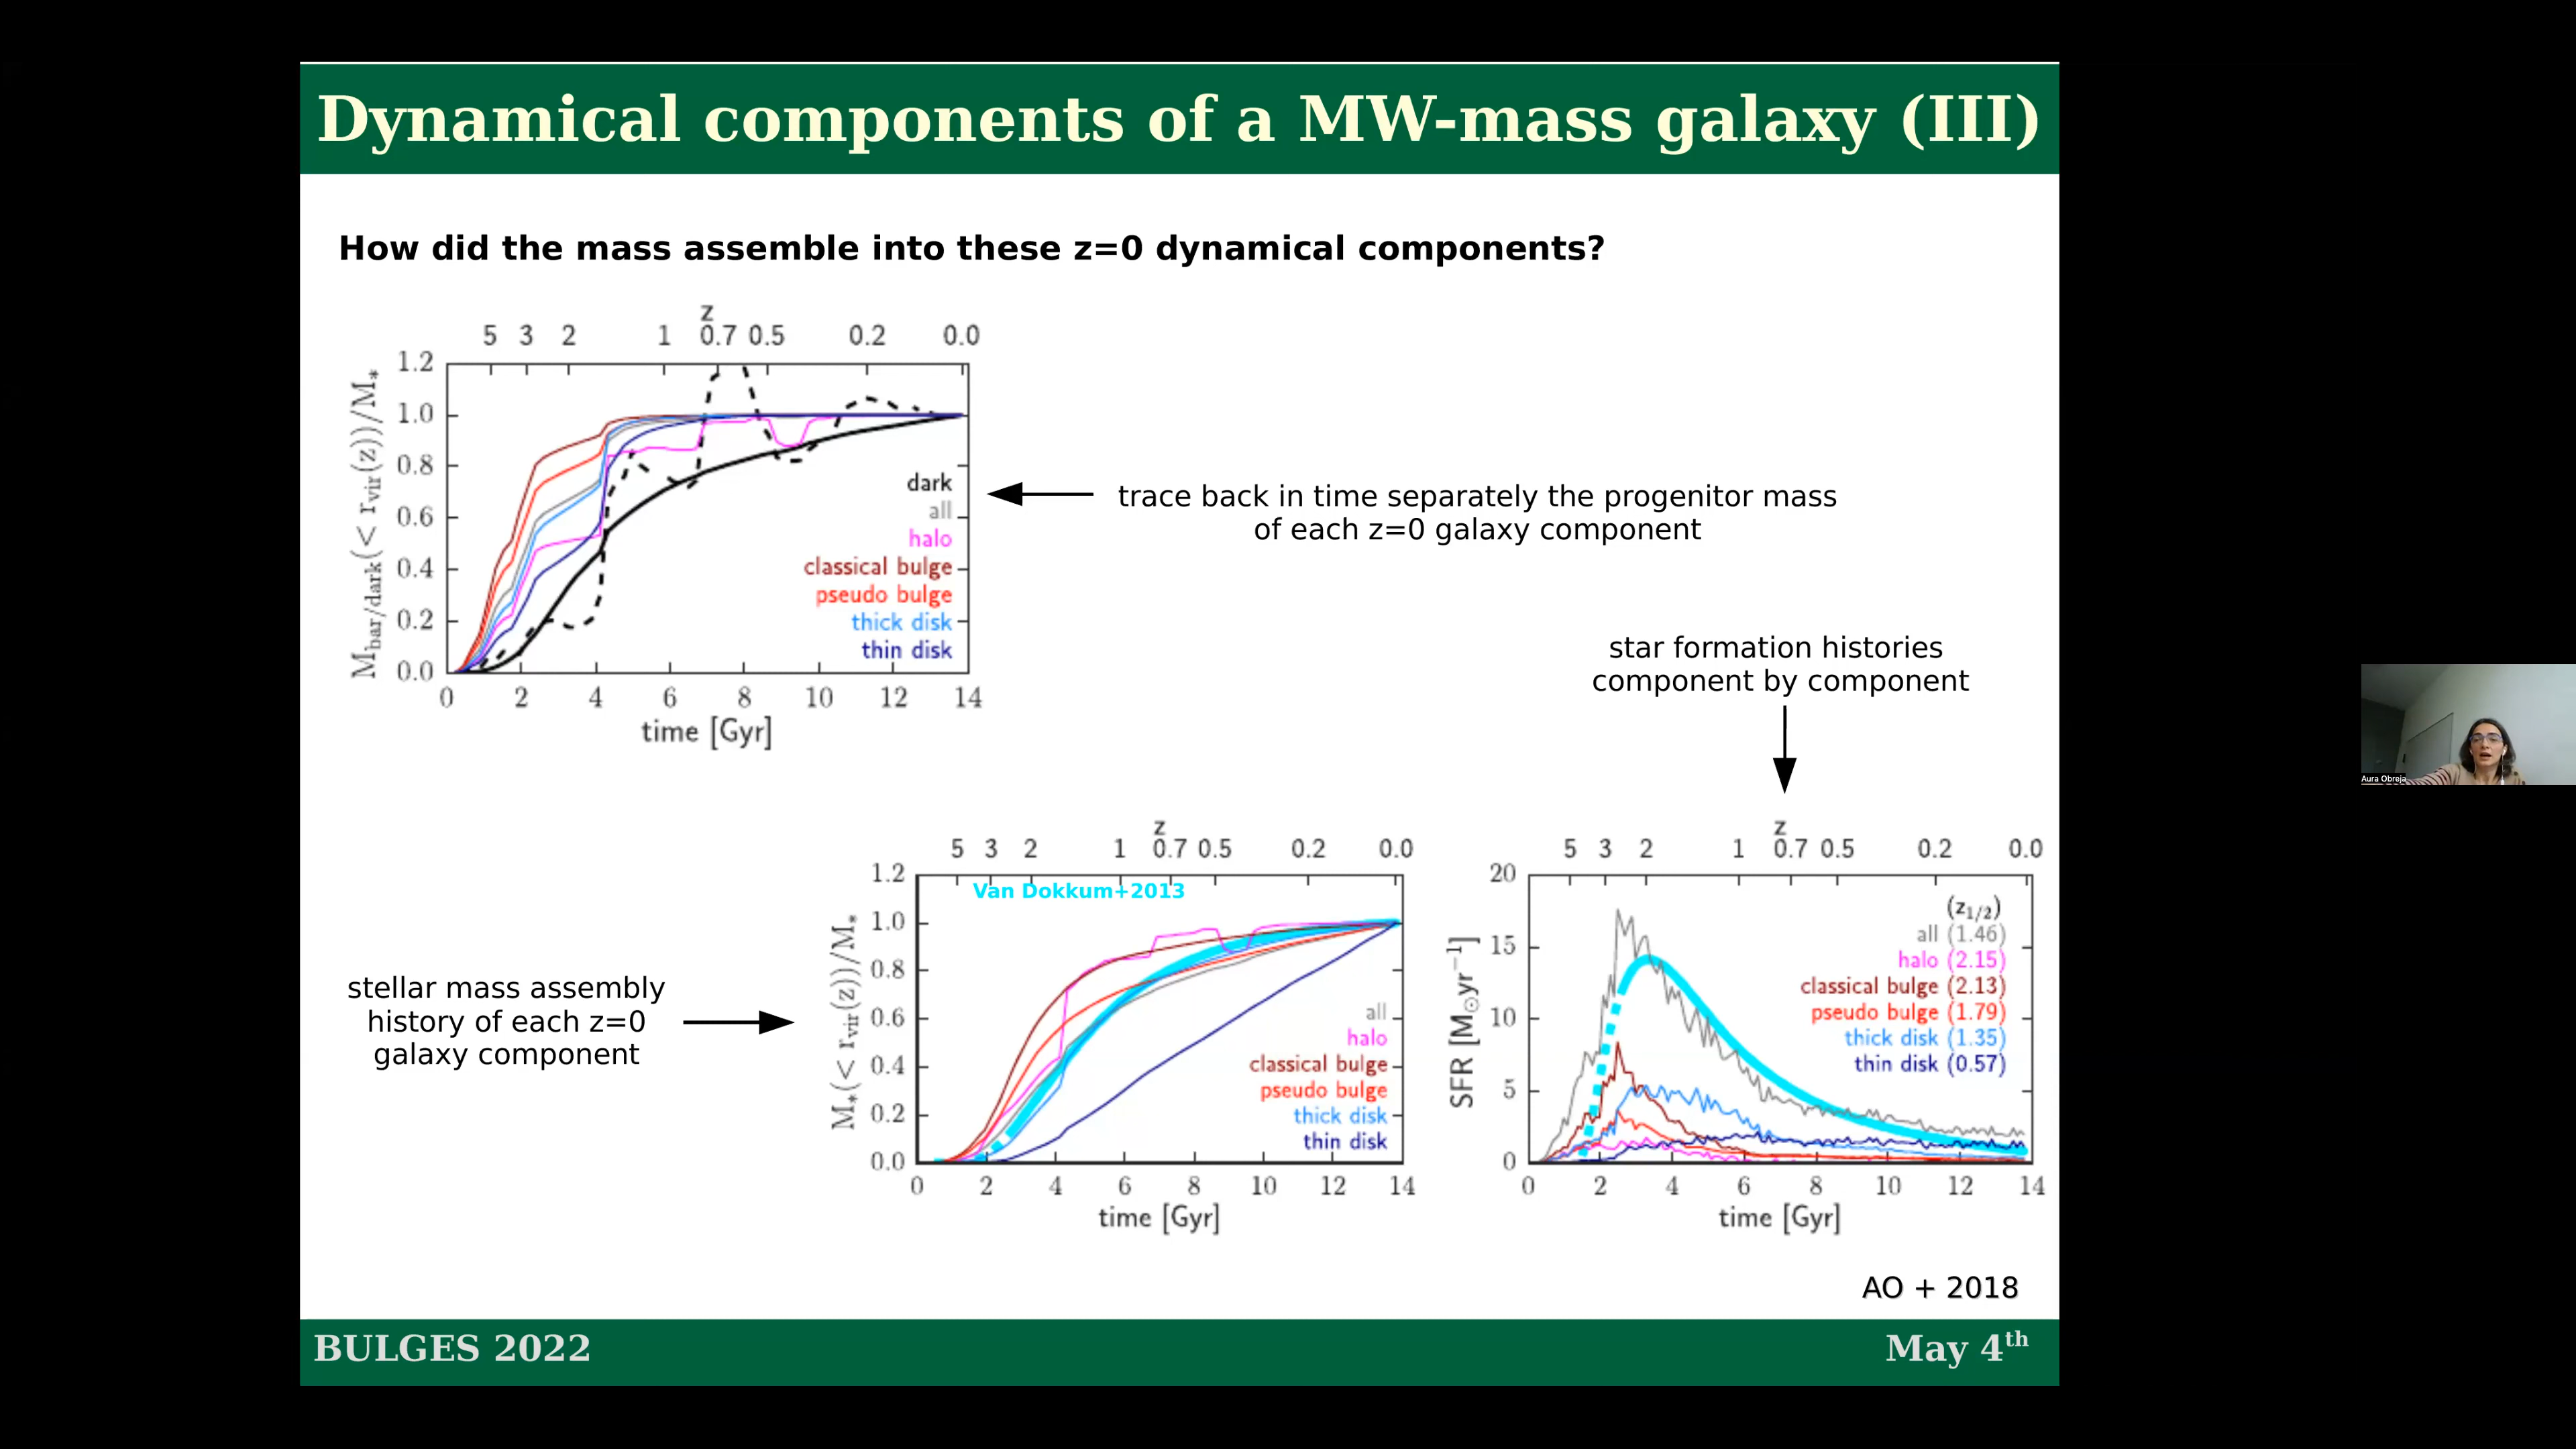 Dynamical components of a MW-mass galaxy (III)
How did the mass assemble into these z=0 dynamical components?
z
5 3 2 1 0.7 0.5 0.2 0.0
1.2
1.0
0.8
0.6
0.4
0.2
0.0
M_bar/dark(< r_vir(z))/M_*
dark
all
halo
classical bulge
pseudo bulge
thick disk
thin disk
0 2 4 6 8 10 12 14
time [Gyr]
trace back in time separately the progenitor mass
of each z=0 galaxy component
star formation histories
component by component
stellar mass assembly
history of each z=0
galaxy component
z
5 3 2 1 0.7 0.5 0.2 0.0
Van Dokkum+2013
1.2
1.0
0.8
0.6
0.4
0.2
0.0
M_*(< r_vir(z))/M_*
all
halo
classical bulge
pseudo bulge
thick disk
thin disk
0 2 4 6 8 10 12 14
time [Gyr]
z
5 3 2 1 0.7 0.5 0.2 0.0
20
15
10
5
0
SFR [M_⊙yr^−1]
(z_1/2)
all (1.46)
halo (2.15)
classical bulge (2.13)
pseudo bulge (1.79)
thick disk (1.35)
thin disk (0.57)
0 2 4 6 8 10 12 14
time [Gyr]
AO + 2018
BULGES 2022
May 4th
Aura Obreja